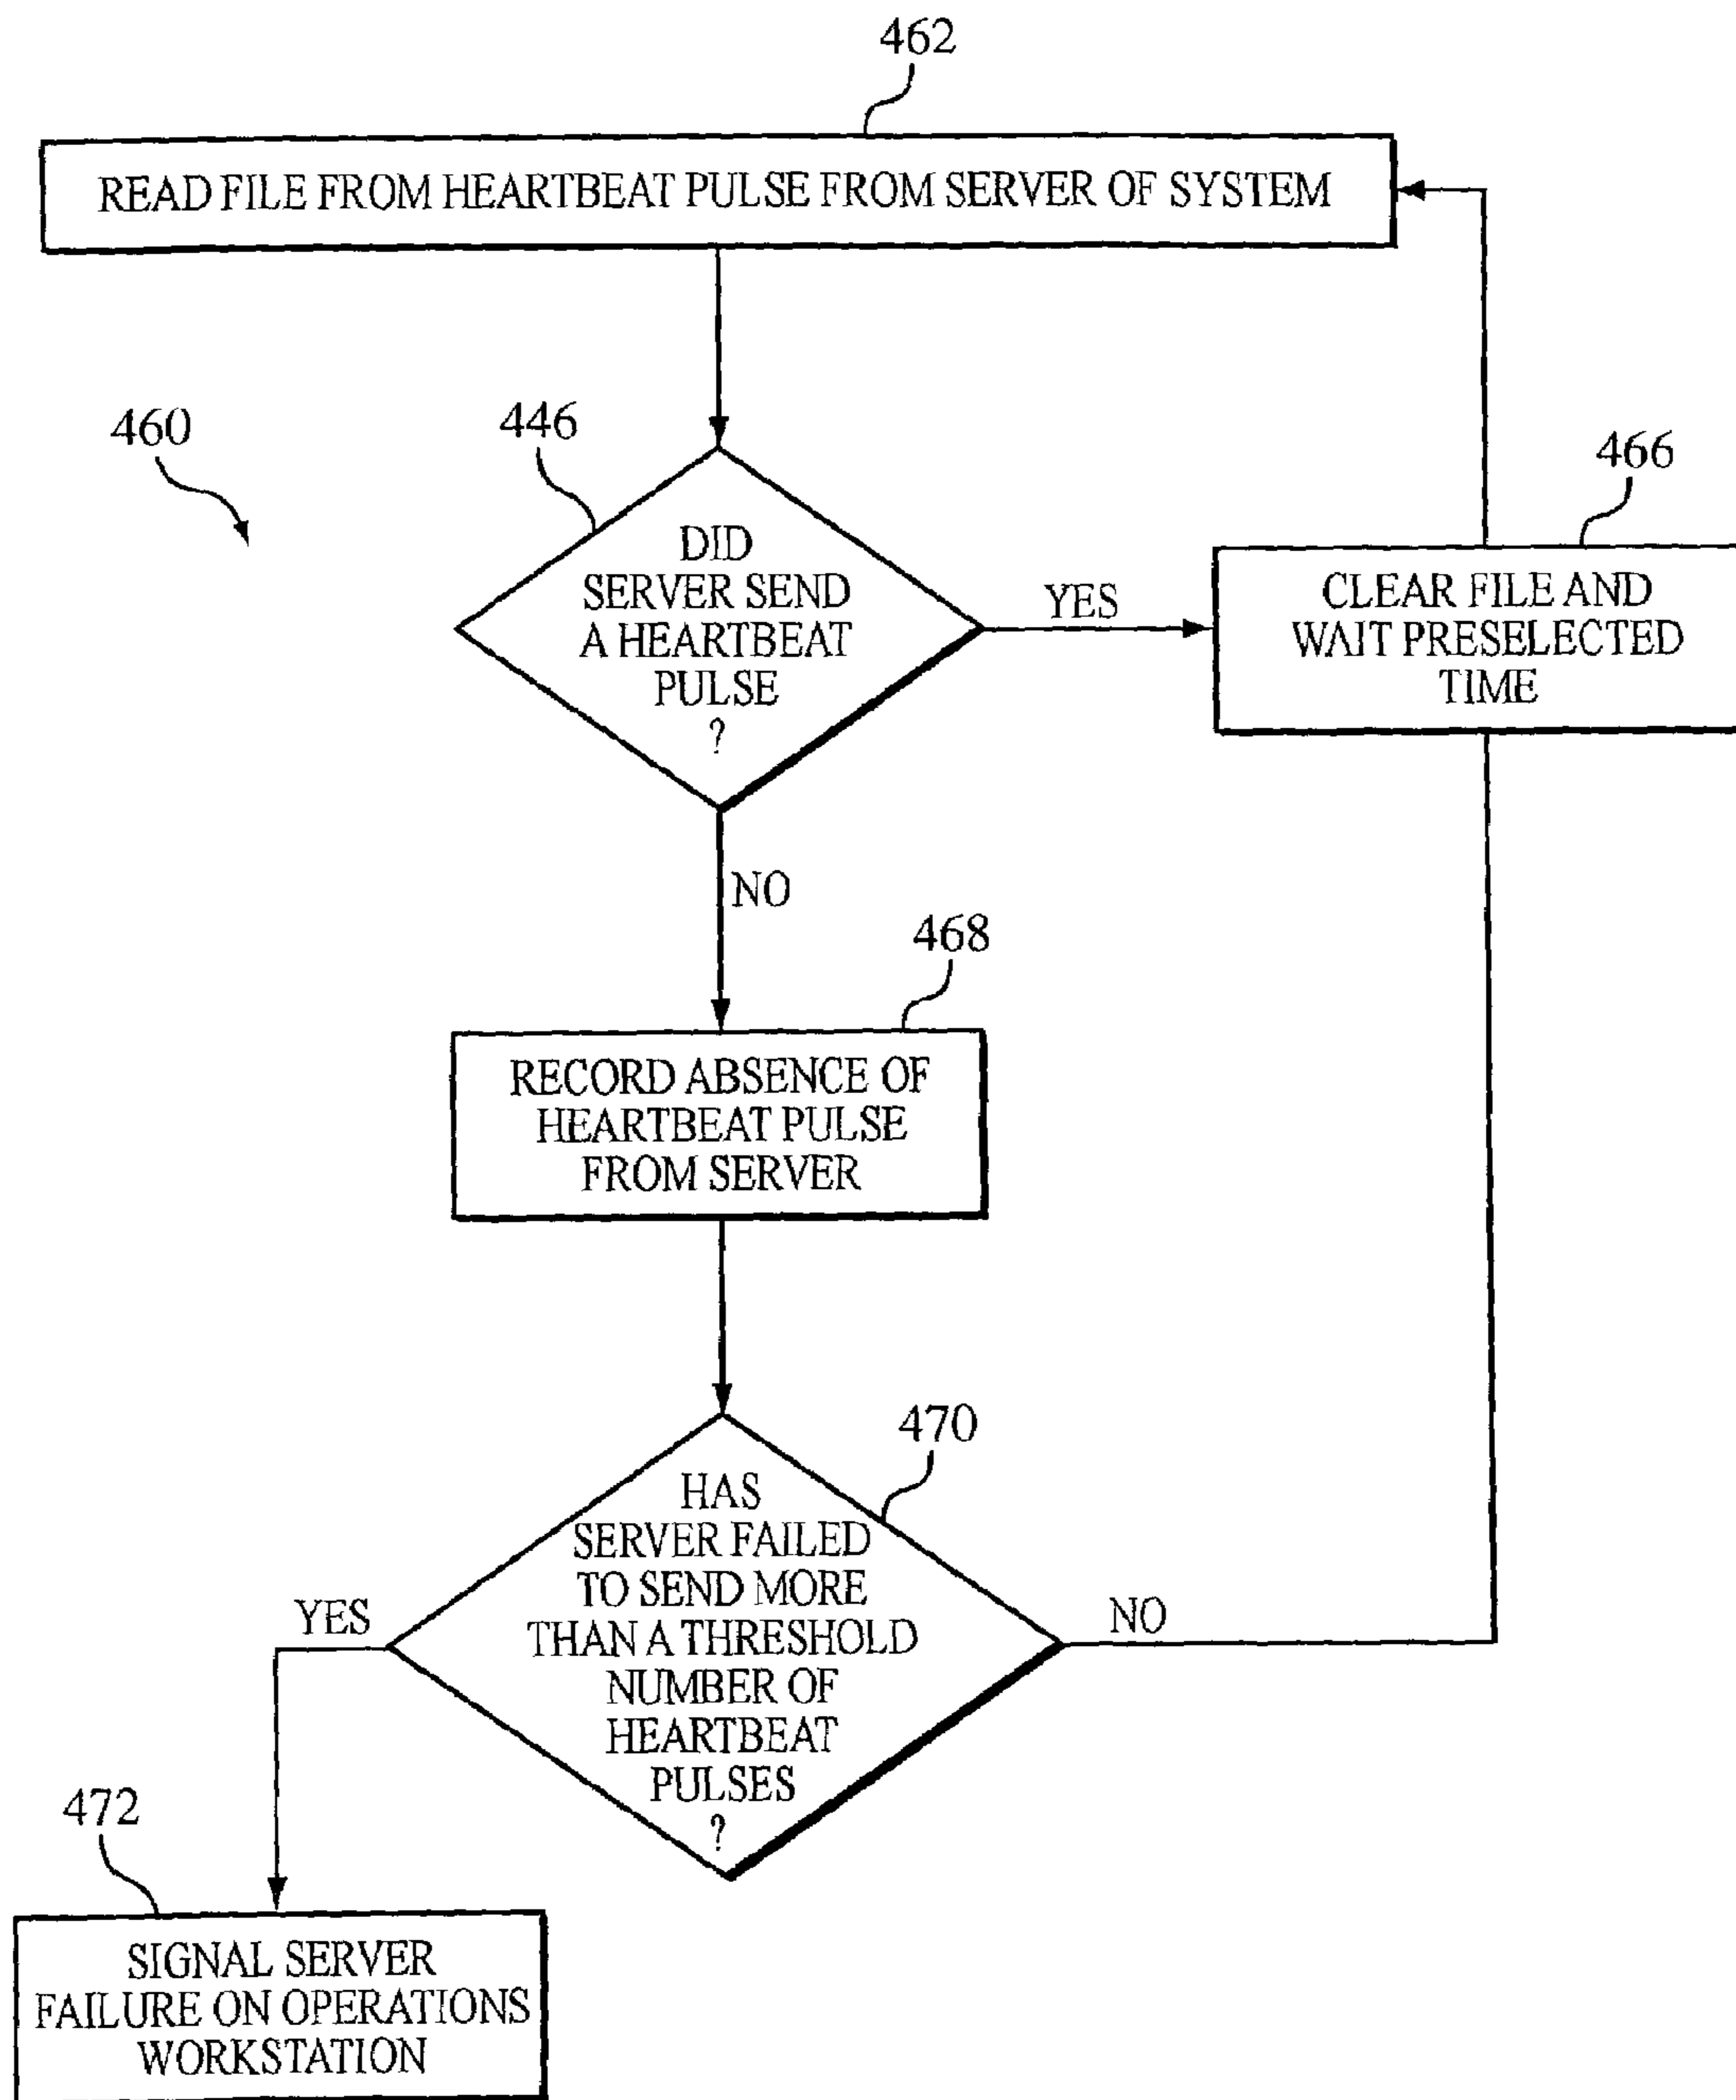 462
READ FILE FROM HEARTBEAT PULSE FROM SERVER OF SYSTEM
460
446
DID
SERVER SEND
A HEARTBEAT
PULSE
?
YES
466
CLEAR FILE AND
WAIT PRESELECTED
TIME
NO
468
RECORD ABSENCE OF
HEARTBEAT PULSE
FROM SERVER
470
HAS
SERVER FAILED
TO SEND MORE
THAN A THRESHOLD
NUMBER OF
HEARTBEAT
PULSES
?
YES
NO
472
SIGNAL SERVER
FAILURE ON OPERATIONS
WORKSTATION